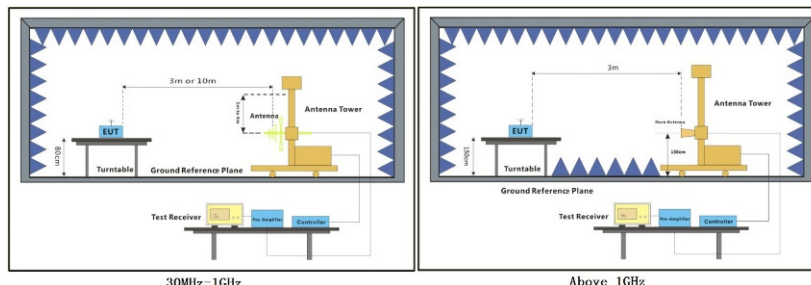 3m or 10m
1m to 4m
Antenna
Antenna Tower
EUT
80cm
Turntable
Ground Reference Plane
Test Receiver
Pre-Amplifier
Controller
30MHz-1GHz
3m
Antenna Tower
Horn Antenna
EUT
150cm
150cm
Turntable
Ground Reference Plane
Test Receiver
Pre-Amplifier
Controller
Above 1GHz